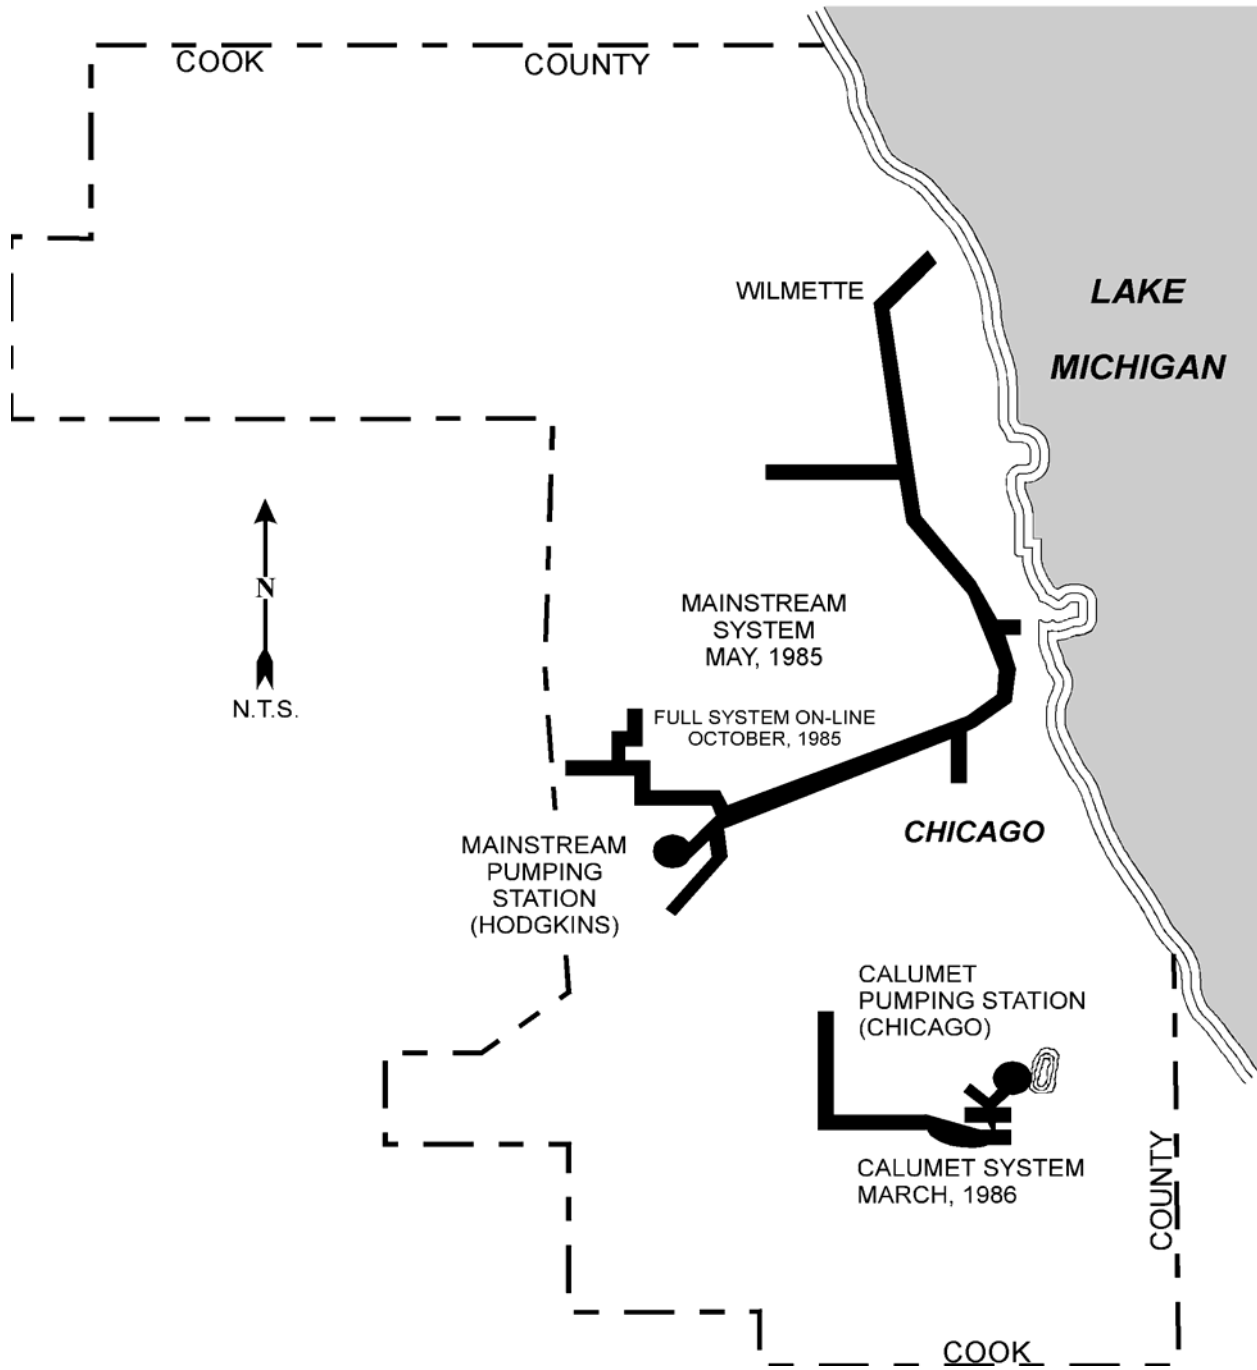 COOK COUNTY
WILMETTE
LAKE
MICHIGAN
N
N.T.S.
MAINSTREAM
SYSTEM
MAY, 1985
FULL SYSTEM ON-LINE
OCTOBER, 1985
CHICAGO
MAINSTREAM
PUMPING
STATION
(HODGKINS)
CALUMET
PUMPING STATION
(CHICAGO)
CALUMET SYSTEM
MARCH, 1986
COUNTY
COOK